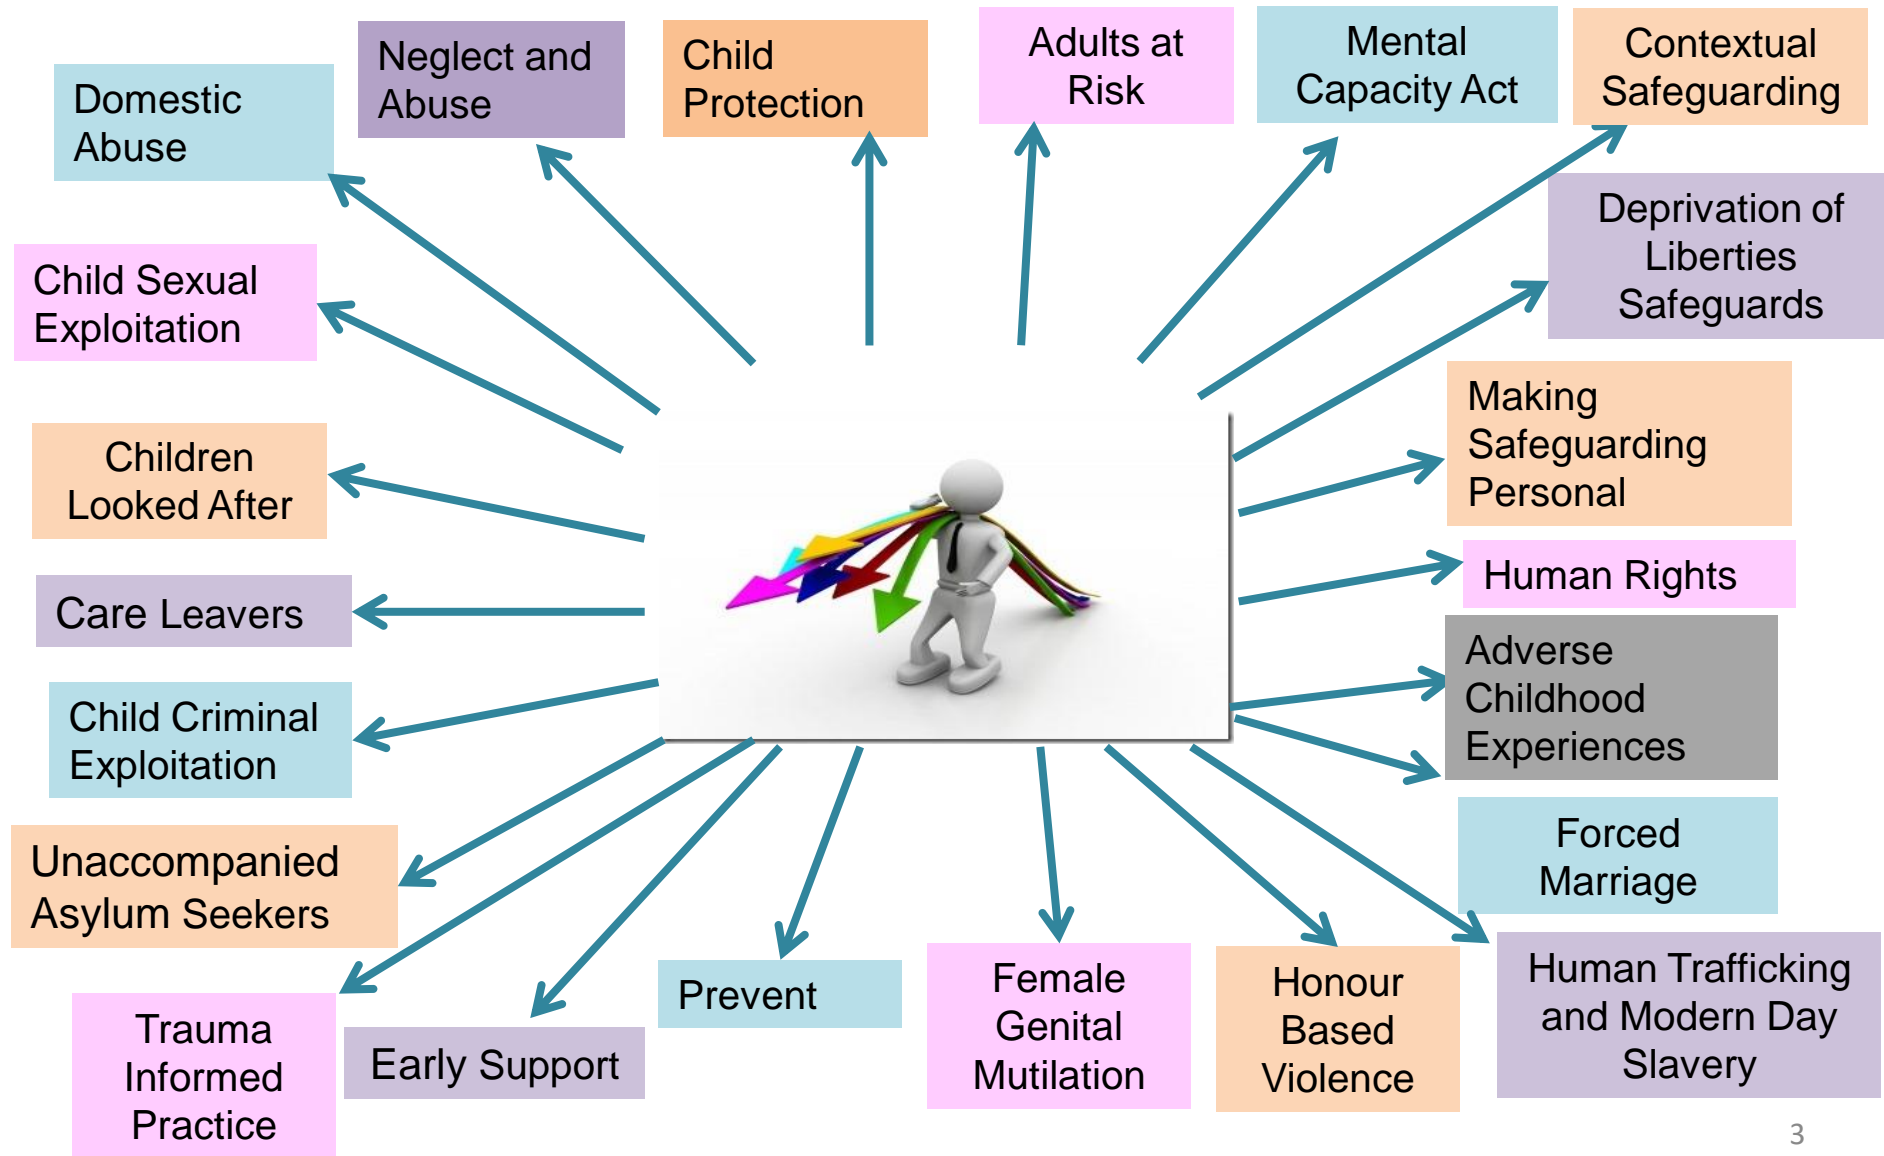 Domestic
Abuse
Neglect and
Abuse
Child
Protection
Adults at
Risk
Mental
Capacity Act
Contextual
Safeguarding
Deprivation of
Liberties
Safeguards
Child Sexual
Exploitation
Making
Safeguarding
Personal
Children
Looked After
Human Rights
Care Leavers
Adverse
Childhood
Experiences
Child Criminal
Exploitation
Forced
Marriage
Unaccompanied
Asylum Seekers
Human Trafficking
and Modern Day
Slavery
Trauma
Informed
Practice
Early Support
Prevent
Female
Genital
Mutilation
Honour
Based
Violence
3